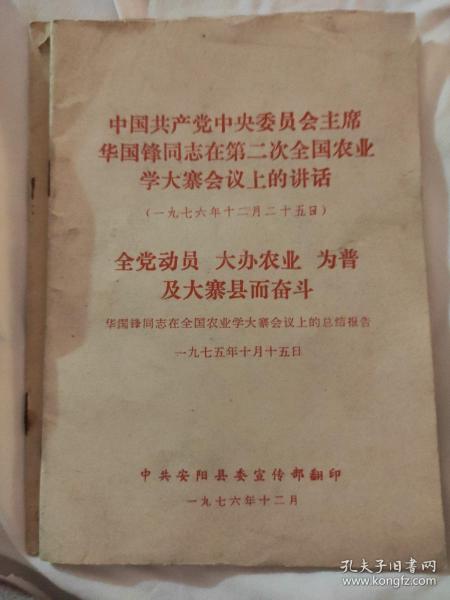 中国共产党中央委员会主席
华国锋同志在第二次全国农业
学大寨会议上的讲话
(一九七六年十二月二十五日)
全党动员 大办农业 为普
及大寨县而奋斗
华国锋同志在全国农业学大寨会议上的总结报告
一九七五年十月十五日
中共安阳县委宣传部翻印
一九七六年十二月
孔夫子旧书网
www.kongfz.com